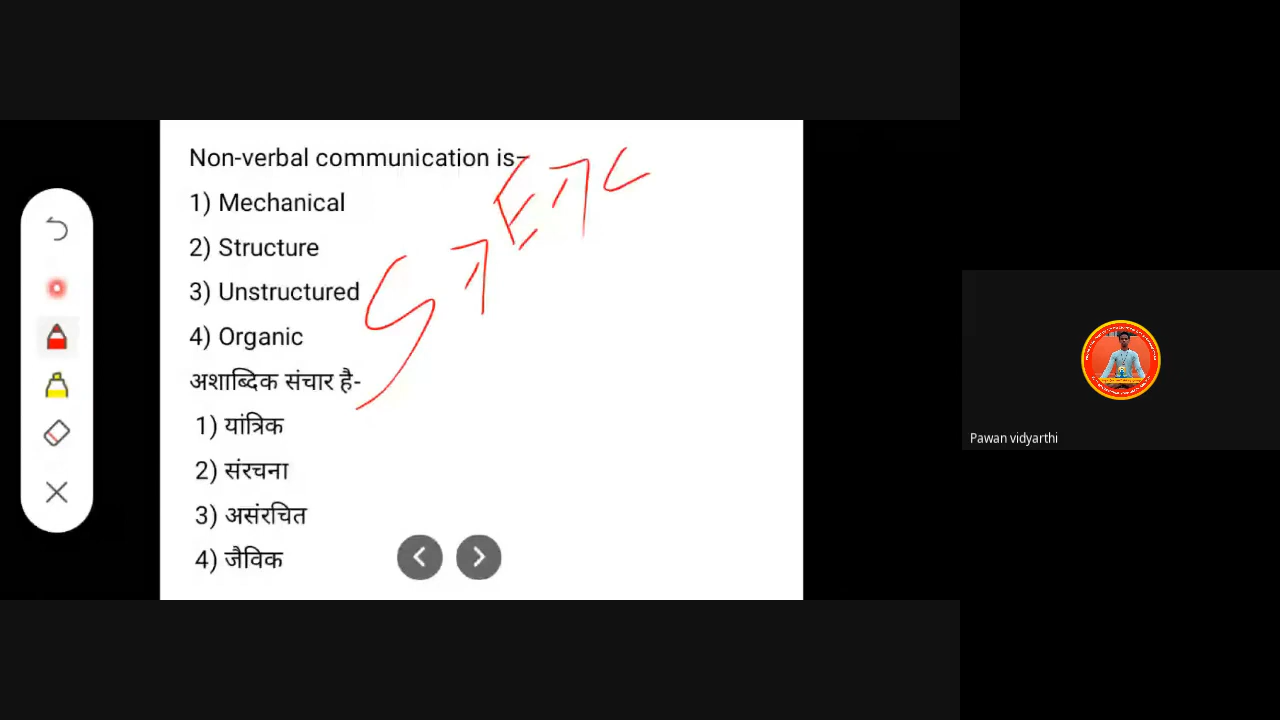 Non-verbal communication is-
1) Mechanical
2) Structure
3) Unstructured
4) Organic
अशाब्दिक संचार है-
1) यांत्रिक
2) संरचना
3) असंरचित
4) जैविक
Pawan vidyarthi